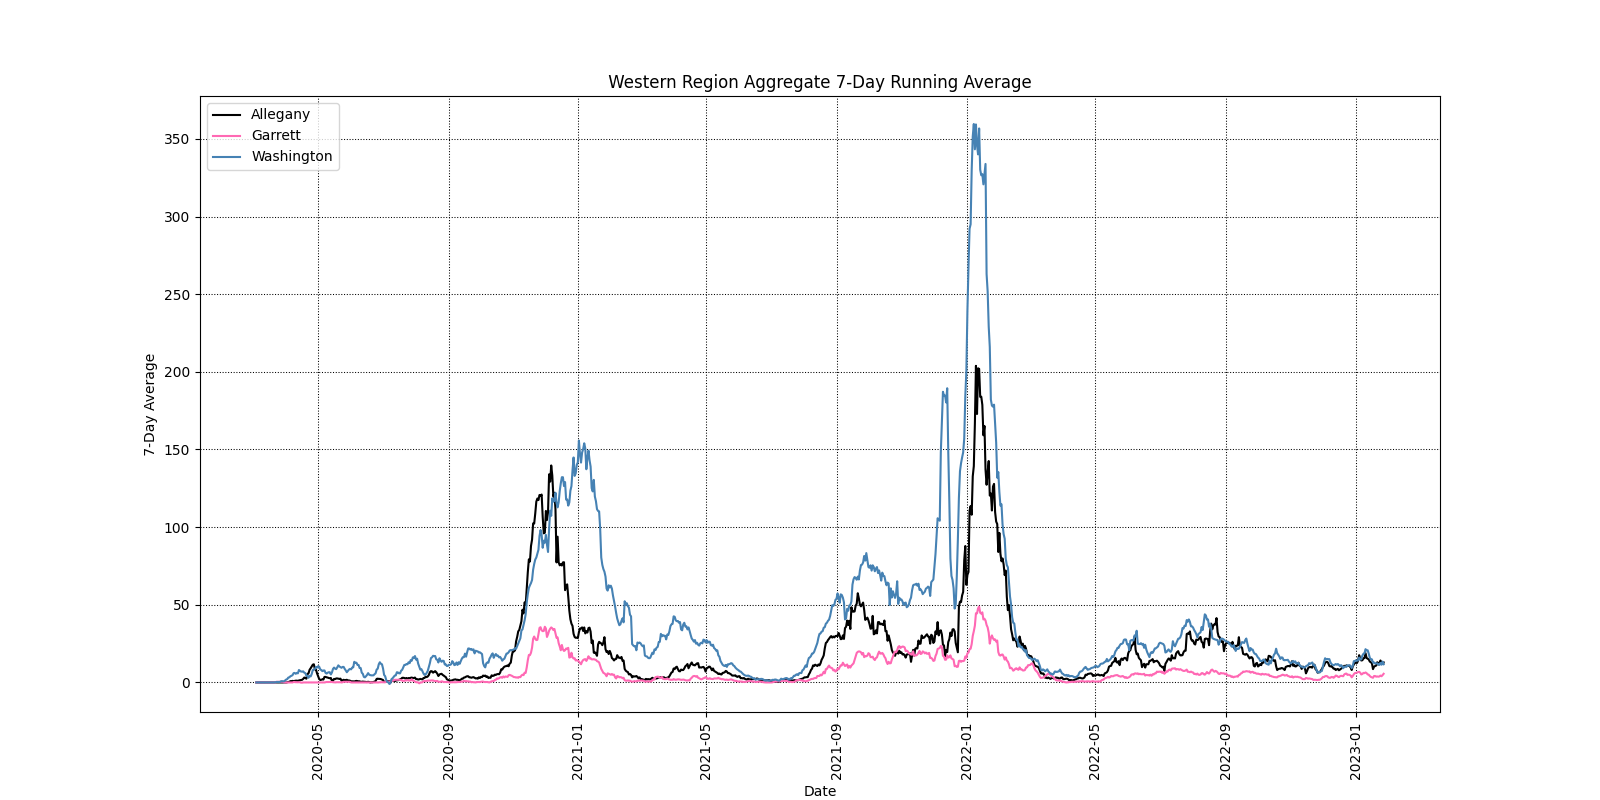 Western Region Aggregate 7-Day Running Average
Allegany
Garrett
Washington
7-Day Average
350
300
250
200
150
100
50
0
2020-05
2020-09
2021-01
2021-05
2021-09
2022-01
2022-05
2022-09
2023-01
Date